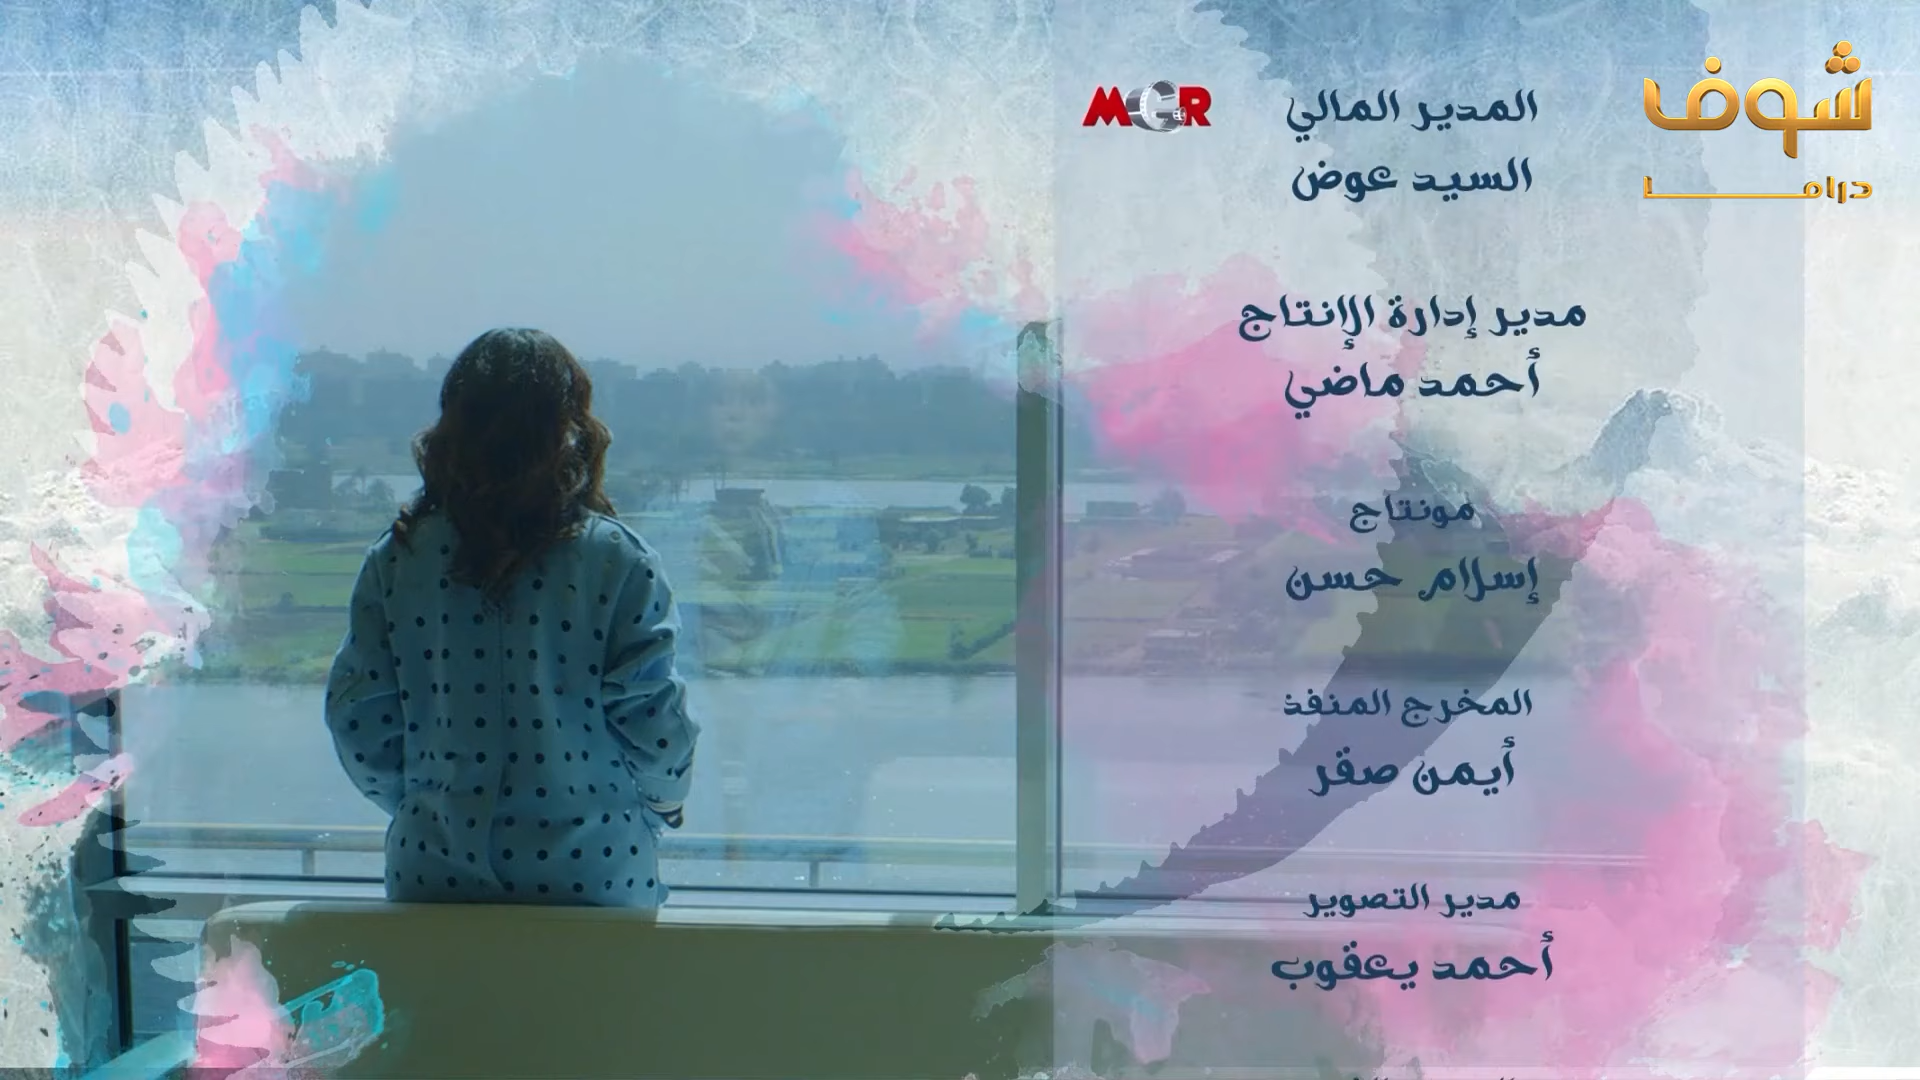 MGR
المدير المالي
السيد عوض
شوف
دراما
مدير إدارة الإنتاج
أحمد ماضي
مونتاج
إسلام حسن
المخرج المنفذ
أيمن صقر
مدير التصوير
أحمد يعقوب